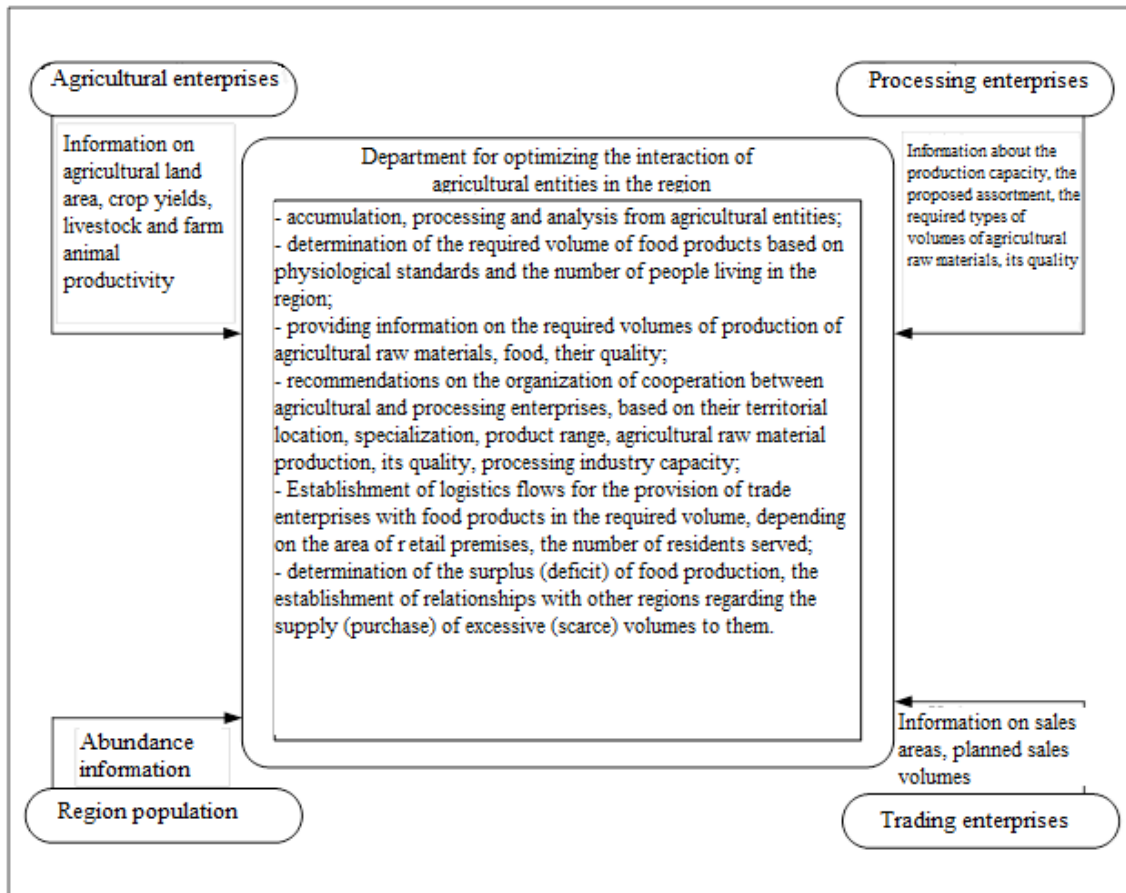 Agricultural enterprises
Processing enterprises
Information on
agricultural land
area, crop yields,
livestock and farm
animal
productivity
Department for optimizing the interaction of
agricultural entities in the region
- accumulation, processing and analysis from agricultural entities;
- determination of the required volume of food products based on
physiological standards and the number of people living in the
region;
- providing information on the required volumes of production of
agricultural raw materials, food, their quality;
- recommendations on the organization of cooperation between
agricultural and processing enterprises, based on their territorial
location, specialization, product range, agricultural raw material
production, its quality, processing industry capacity;
- Establishment of logistics flows for the provision of trade
enterprises with food products in the required volume, depending
on the area of retail premises, the number of residents served;
- determination of the surplus (deficit) of food production, the
establishment of relationships with other regions regarding the
supply (purchase) of excessive (scarce) volumes to them.
Information about the
production capacity, the
proposed assortment, the
required types of
volumes of agricultural
raw materials, its quality
Abundance
information
Region population
Information on sales
areas, planned sales
volumes
Trading enterprises